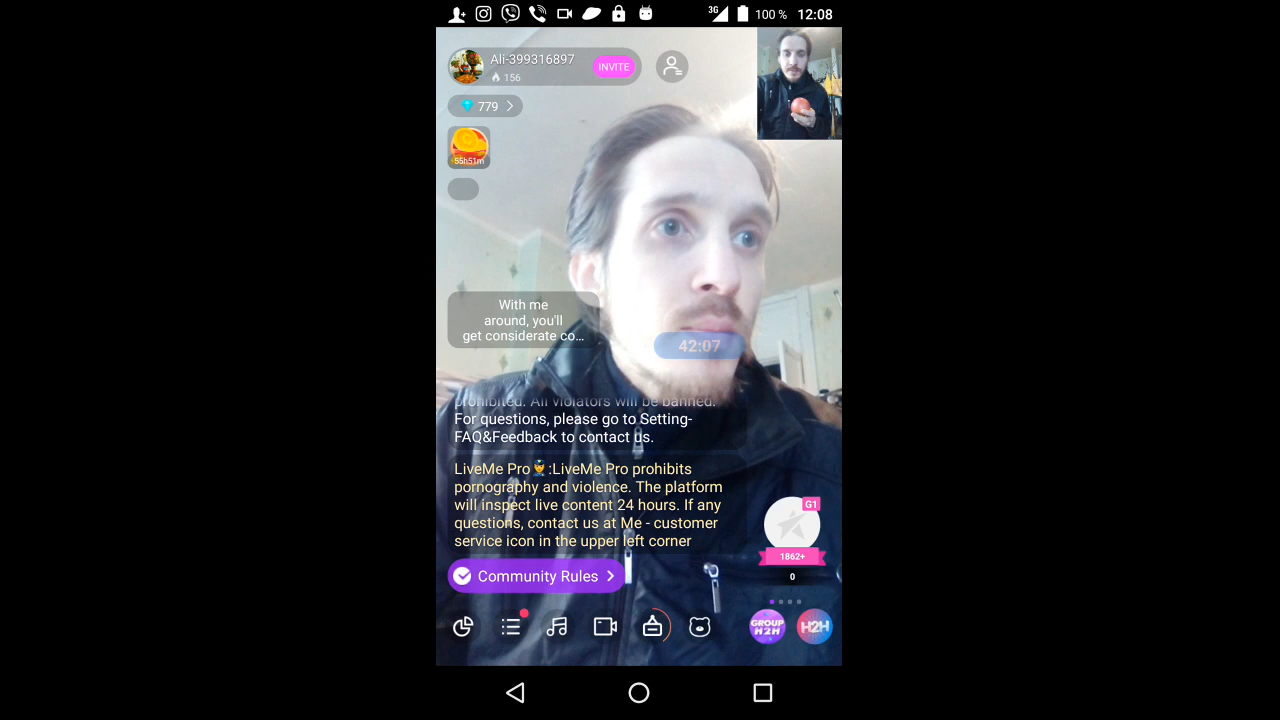 3G 100 % 12:08
Ali-399316897
156
INVITE
779
55h51m
With me
around, you'll
get considerate co...
42:07
prohibited. All violators will be banned.
For questions, please go to Setting-
FAQ&Feedback to contact us.
LiveMe Pro👮:LiveMe Pro prohibits
pornography and violence. The platform
will inspect live content 24 hours. If any
questions, contact us at Me - customer
service icon in the upper left corner
G1
1862+
0
Community Rules
GROUP
H2H
H2H